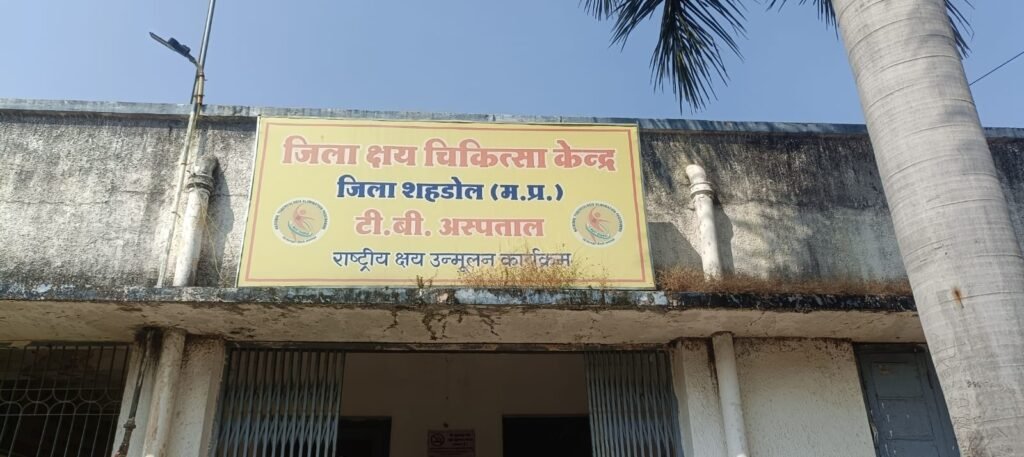 जिला क्षय चिकित्सा केन्द्र
जिला शहडोल (म.प्र.)
टी.बी. अस्पताल
राष्ट्रीय क्षय उन्मूलन कार्यक्रम